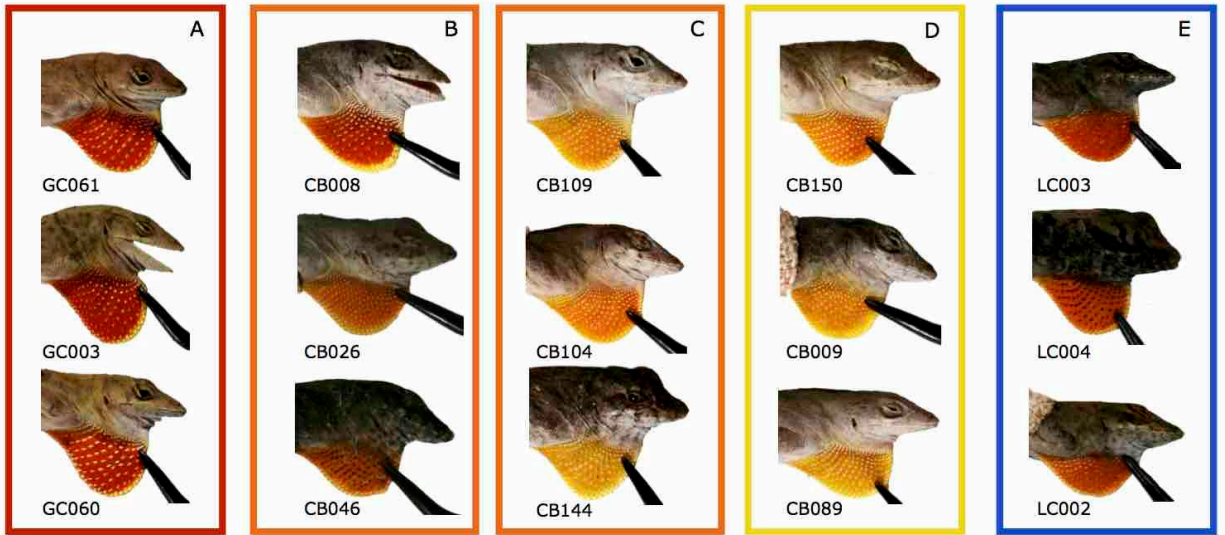 A
GC061
GC003
GC060
B
CB008
CB026
CB046
C
CB109
CB104
CB144
D
CB150
CB009
CB089
E
LC003
LC004
LC002